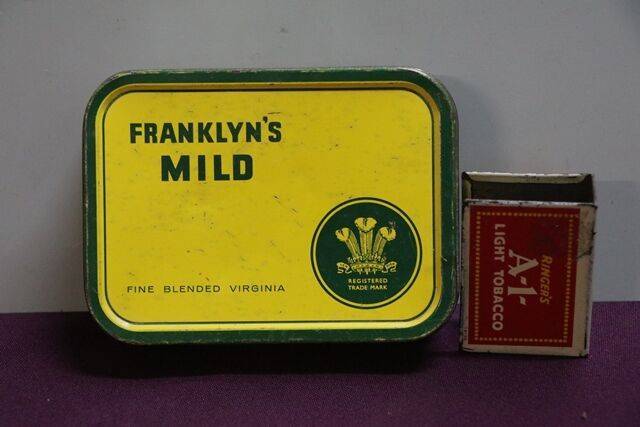 FRANKLYN'S
MILD
FINE BLENDED VIRGINIA
REGISTERED
TRADE MARK
RINGER'S
A-1-
LIGHT TOBACCO